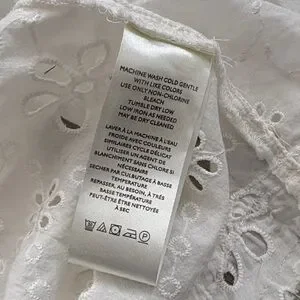 MACHINE WASH COLD GENTLE
WITH LIKE COLORS
USE ONLY NON-CHLORINE
BLEACH
TUMBLE DRY LOW
LOW IRON AS NEEDED
MAY BE DRY CLEANED
LAVER À LA MACHINE À L'EAU
FROIDE AVEC COULEURS
SIMILAIRES CYCLE DÉLICAT
UTILISER UN AGENT DE
BLANCHIMENT SANS CHLORE SI
NÉCESSAIRE
SECHER PAR CULBUTAGE À BASSE
TEMPÉRATURE
REPASSER, AU BESOIN, À TRÈS
BASSE TEMPÉRATURE
PEUT-ÊTRE ÊTRE NETTOYÉE
À SEC